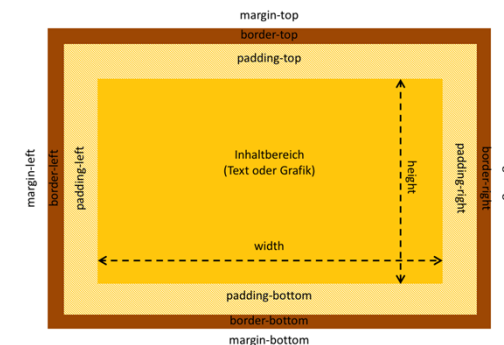 margin-top
border-top
padding-top
margin-left
border-left
padding-left
Inhaltbereich
(Text oder Grafik)
height
padding-right
border-right
width
padding-bottom
border-bottom
margin-bottom